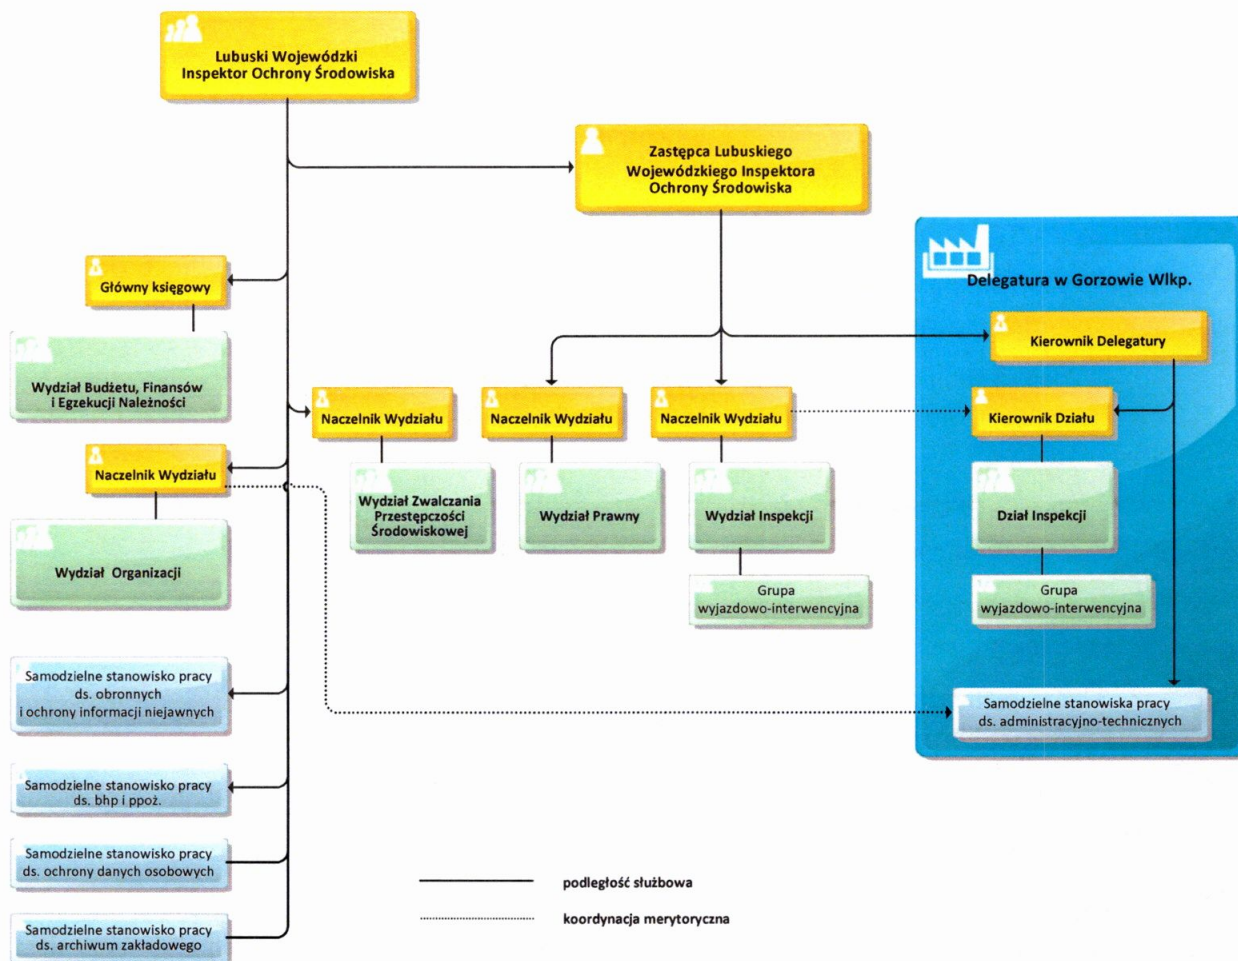 Lubuski Wojewódzki
Inspektor Ochrony Środowiska
Zastępca Lubuskiego
Wojewódzkiego Inspektora
Ochrony Środowiska
Delegatura w Gorzowie Wlkp.
Główny księgowy
Kierownik Delegatury
Wydział Budżetu, Finansów
i Egzekucji Należności
Naczelnik Wydziału
Naczelnik Wydziału
Naczelnik Wydziału
Kierownik Działu
Naczelnik Wydziału
Wydział Zwalczania
Przestępczości
Środowiskowej
Wydział Prawny
Wydział Inspekcji
Dział Inspekcji
Wydział Organizacji
Grupa
wyjazdowo-interwencyjna
Grupa
wyjazdowo-interwencyjna
Samodzielne stanowisko pracy
ds. obronnych
i ochrony informacji niejawnych
Samodzielne stanowiska pracy
ds. administracyjno-technicznych
Samodzielne stanowisko pracy
ds. bhp i ppoż.
Samodzielne stanowisko pracy
ds. ochrony danych osobowych
Samodzielne stanowisko pracy
ds. archiwum zakładowego
podległość służbowa
koordynacja merytoryczna